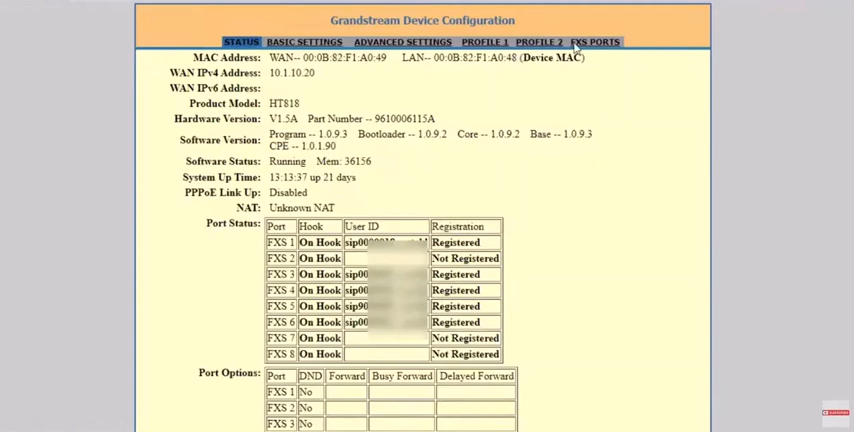 Grandstream Device Configuration
STATUS BASIC SETTINGS ADVANCED SETTINGS PROFILE 1 PROFILE 2 FXS PORTS
MAC Address: WAN-- 00:0B:82:F1:A0:49 LAN-- 00:0B:82:F1:A0:48 (Device MAC)
WAN IPv4 Address: 10.1.10.20
WAN IPv6 Address:
Product Model: HT818
Hardware Version: V1.5A Part Number -- 9610006115A
Software Version: Program -- 1.0.9.3 Bootloader -- 1.0.9.2 Core -- 1.0.9.2 Base -- 1.0.9.3
CPE -- 1.0.1.90
Software Status: Running Mem: 36156
System Up Time: 13:13:37 up 21 days
PPPoE Link Up: Disabled
NAT: Unknown NAT
Port Status: Port Hook User ID Registration
FXS 1 On Hook Registered
FXS 2 On Hook Not Registered
FXS 3 On Hook sip00 Registered
FXS 4 On Hook sip00 Registered
FXS 5 On Hook sip90 Registered
FXS 6 On Hook sip00 Registered
FXS 7 On Hook Not Registered
FXS 8 On Hook Not Registered
Port Options: Port DND Forward Busy Forward Delayed Forward
FXS 1 No
FXS 2 No
FXS 3 No